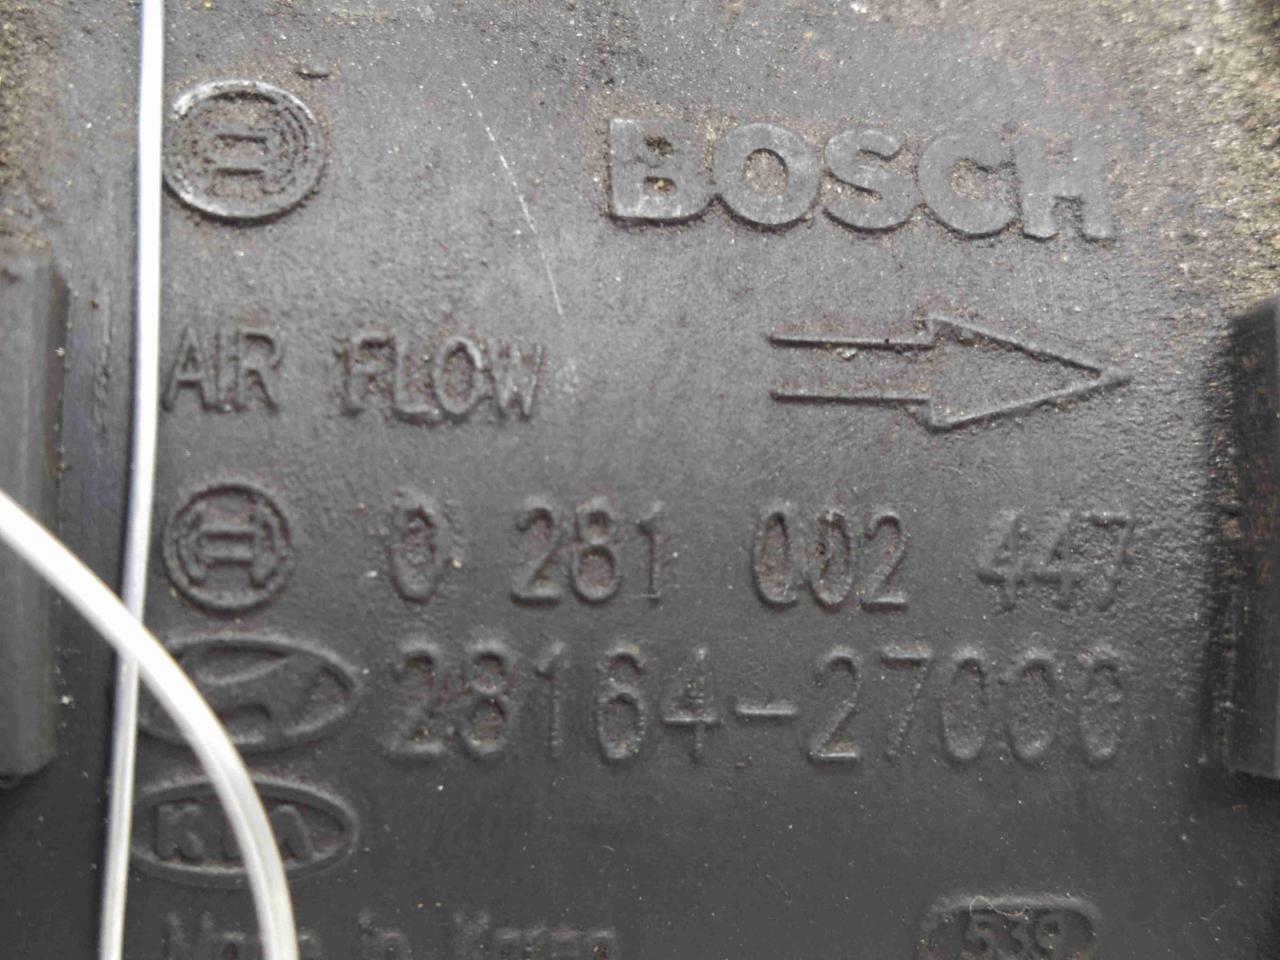 BOSCH
AIR FLOW
0 281 002 447
28164-27000
KIA
Made in Korea
539